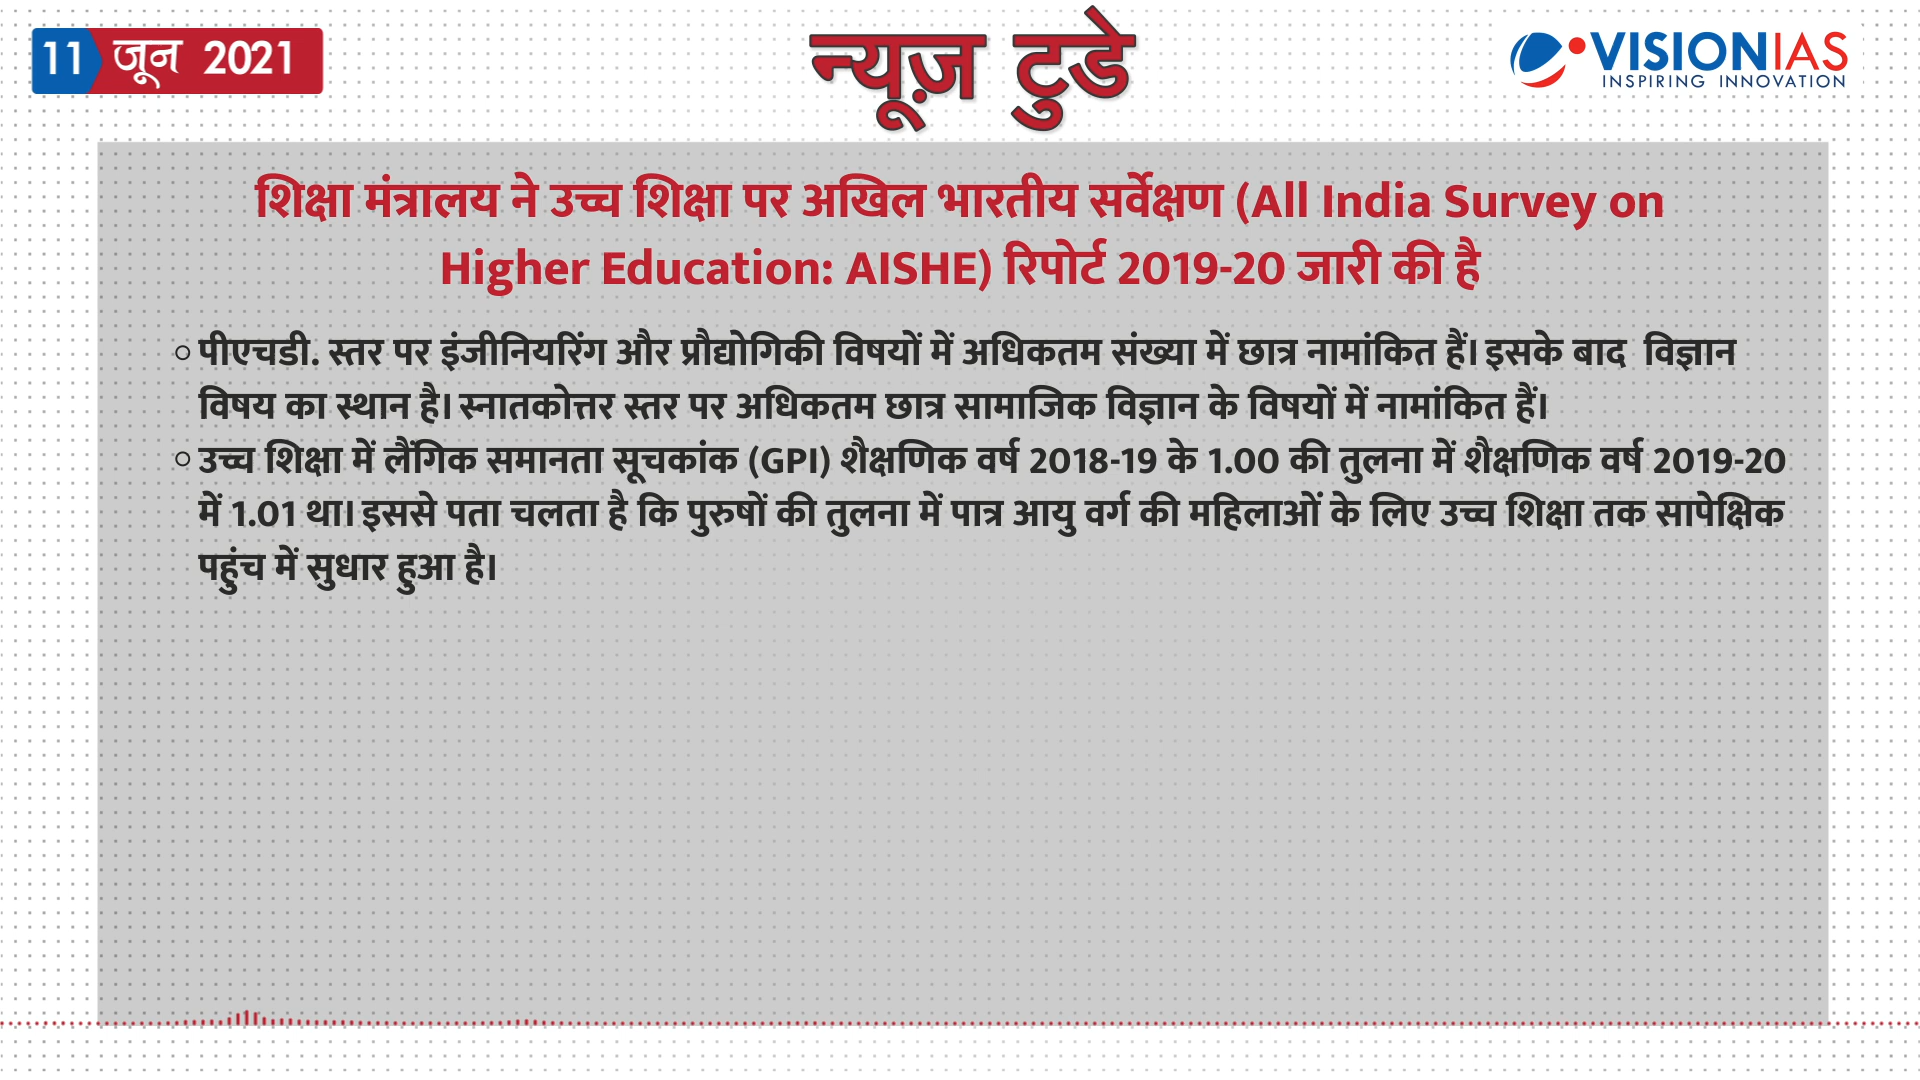 11 जून 2021
न्यूज़ टुडे
VISIONIAS
INSPIRING INNOVATION
शिक्षा मंत्रालय ने उच्च शिक्षा पर अखिल भारतीय सर्वेक्षण (All India Survey on
Higher Education: AISHE) रिपोर्ट 2019-20 जारी की है
○ पीएचडी. स्तर पर इंजीनियरिंग और प्रौद्योगिकी विषयों में अधिकतम संख्या में छात्र नामांकित हैं। इसके बाद विज्ञान
विषय का स्थान है। स्नातकोत्तर स्तर पर अधिकतम छात्र सामाजिक विज्ञान के विषयों में नामांकित हैं।
○ उच्च शिक्षा में लैंगिक समानता सूचकांक (GPI) शैक्षणिक वर्ष 2018-19 के 1.00 की तुलना में शैक्षणिक वर्ष 2019-20
में 1.01 था। इससे पता चलता है कि पुरुषों की तुलना में पात्र आयु वर्ग की महिलाओं के लिए उच्च शिक्षा तक सापेक्षिक
पहुंच में सुधार हुआ है।